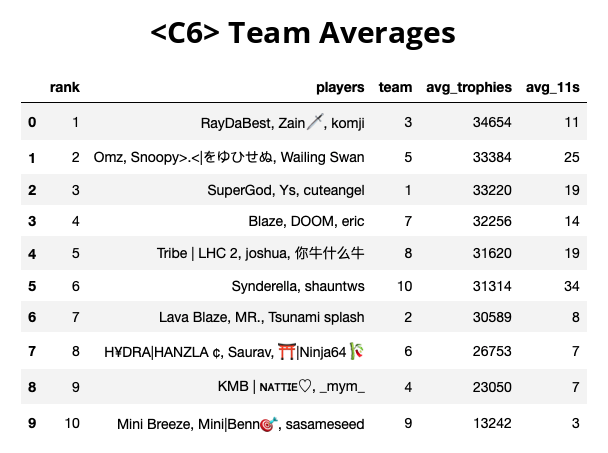 <C6> Team Averages
rank players team avg_trophies avg_11s
0 1 RayDaBest, Zain🗡, komji 3 34654 11
1 2 Omz, Snoopy>.<|をゆひせぬ, Wailing Swan 5 33384 25
2 3 SuperGod, Ys, cuteangel 1 33220 19
3 4 Blaze, DOOM, eric 7 32256 14
4 5 Tribe | LHC 2, joshua, 你牛什么牛 8 31620 19
5 6 Synderella, shauntws 10 31314 34
6 7 Lava Blaze, MR., Tsunami splash 2 30589 8
7 8 H¥DRA|HANZLA ¢, Saurav, ⛩|Ninja64🎋 6 26753 7
8 9 KMB | ɴᴀᴛᴛɪᴇ♡, _mym_ 4 23050 7
9 10 Mini Breeze, Mini|Benn🎯, sasameseed 9 13242 3